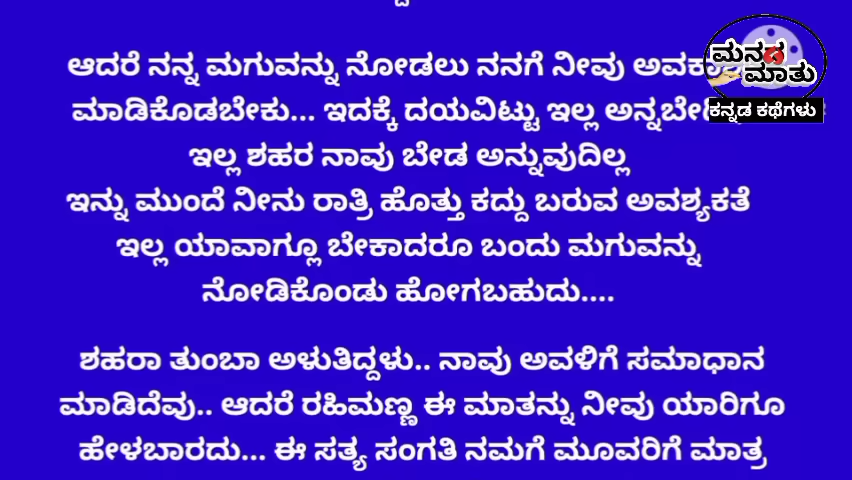 ಮನದ
ಮಾತು
ಕನ್ನಡ ಕಥೆಗಳು
ಆದರೆ ನನ್ನ ಮಗುವನ್ನು ನೋಡಲು ನನಗೆ ನೀವು
ಮಾಡಿಕೊಡಬೇಕು... ಇದಕ್ಕೆ ದಯವಿಟ್ಟು ಇಲ್ಲ
ಇಲ್ಲ ಶಹರ ನಾವು ಬೇಡ ಅನ್ನುವುದಿಲ್ಲ
ಇನ್ನು ಮುಂದೆ ನೀನು ರಾತ್ರಿ ಹೊತ್ತು ಕದ್ದು ಬರುವ ಅವಶ್ಯಕತೆ
ಇಲ್ಲ ಯಾವಾಗ್ಲೂ ಬೇಕಾದರೂ ಬಂದು ಮಗುವನ್ನು
ನೋಡಿಕೊಂಡು ಹೋಗಬಹುದು....
ಶಹರಾ ತುಂಬಾ ಅಳುತಿದ್ದಳು.. ನಾವು ಅವಳಿಗೆ ಸಮಾಧಾನ
ಮಾಡಿದೆವು.. ಆದರೆ ರಹಿಮಣ್ಣ ಈ ಮಾತನ್ನು ನೀವು ಯಾರಿಗೂ
ಹೇಳಬಾರದು... ಈ ಸತ್ಯ ಸಂಗತಿ ನಮಗೆ ಮೂವರಿಗೆ ಮಾತ್ರ